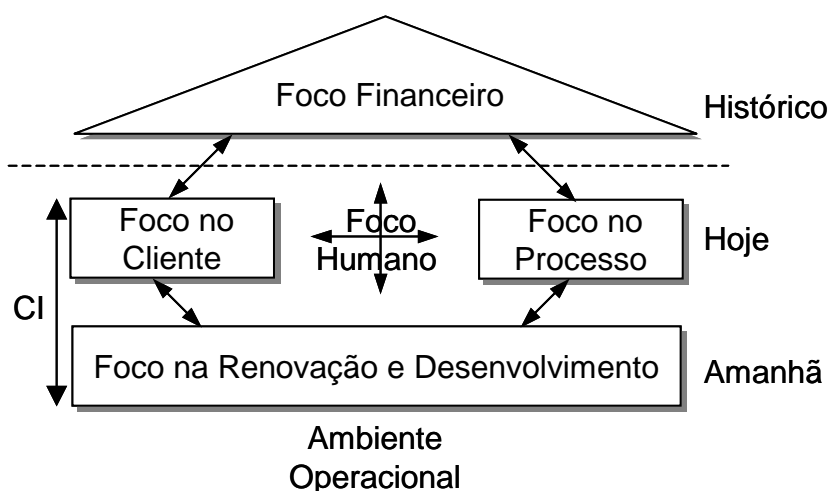 Foco Financeiro
Histórico
Foco no
Cliente
Foco
Humano
Foco no
Processo
Hoje
CI
Foco na Renovação e Desenvolvimento
Amanhã
Ambiente
Operacional